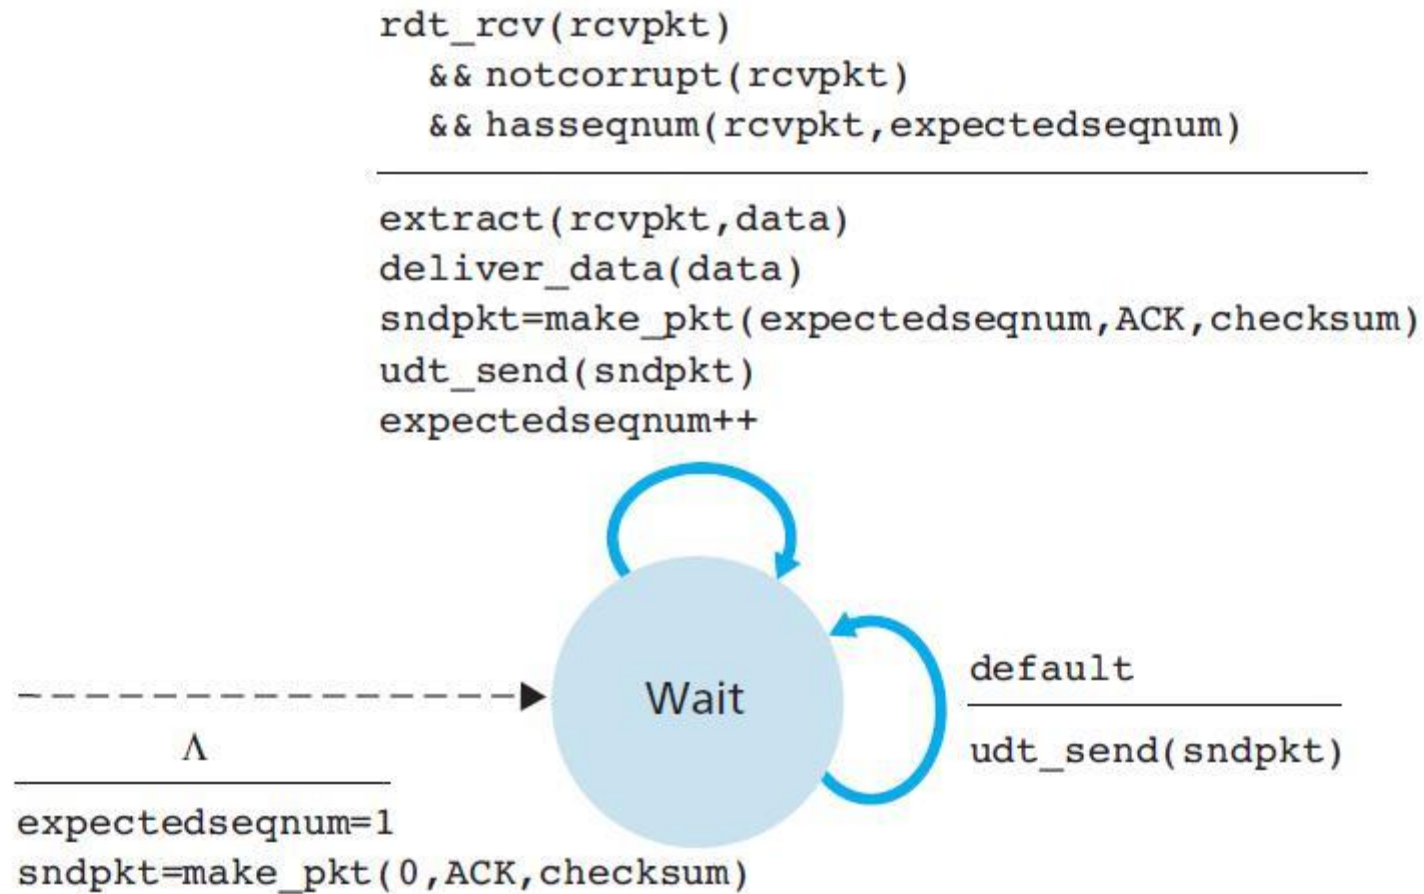 rdt_rcv(rcvpkt)
&& notcorrupt(rcvpkt)
&& hasseqnum(rcvpkt,expectedseqnum)
extract(rcvpkt,data)
deliver_data(data)
sndpkt=make_pkt(expectedseqnum,ACK,checksum)
udt_send(sndpkt)
expectedseqnum++
Wait
default
udt_send(sndpkt)
Λ
expectedseqnum=1
sndpkt=make_pkt(0,ACK,checksum)